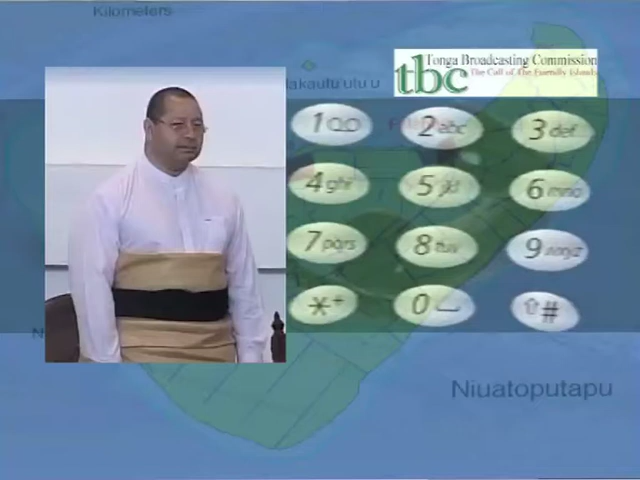 Kilometers
Tonga Broadcasting Commission
tbc
The Call of The Friendly Islands
1
2 abc
3 def
4 ghi
5 jkl
6 mno
7 pqrs
8 tuv
9 wxyz
*+
0
#
Niuatoputapu